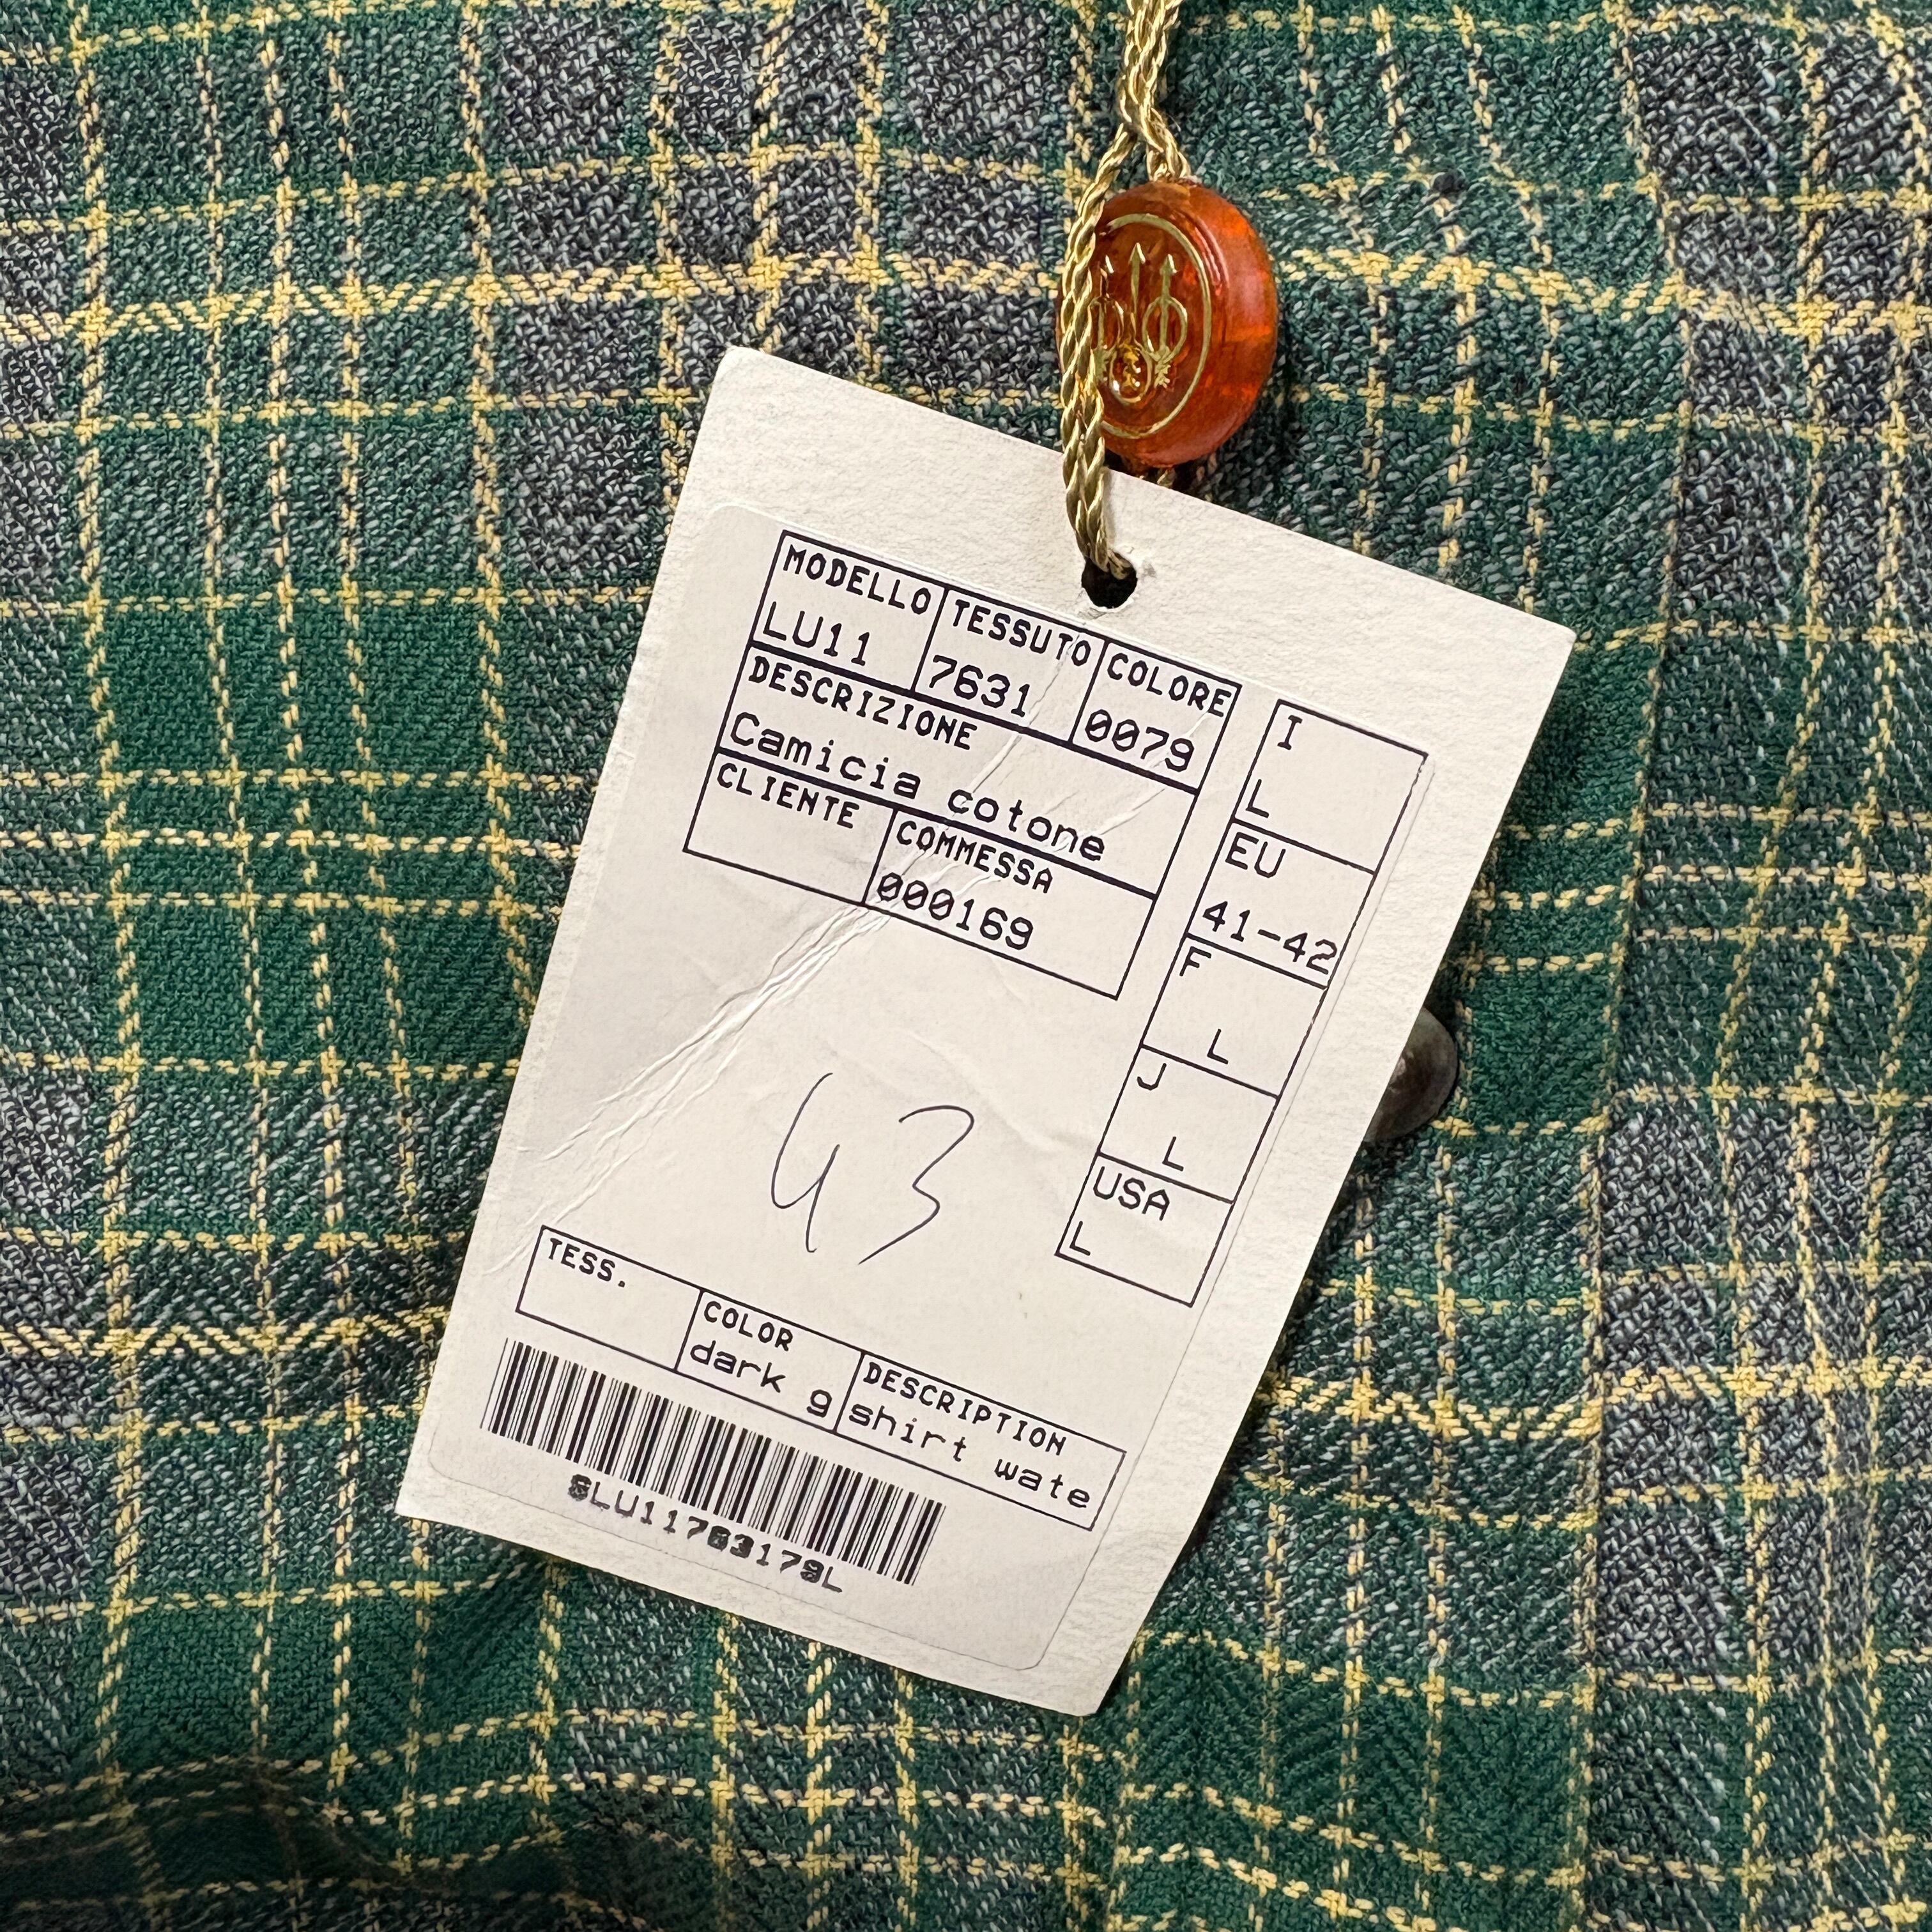 MODELLO TESSUTO COLORE
LU11 7631 0079
DESCRIZIONE
Camicia cotone
CLIENTE COMMESSA
000169
I
L
EU
41-42
F
L
J
L
USA
L
43
TESS. COLOR DESCRIPTION
dark g shirt wate
8LU11763179L